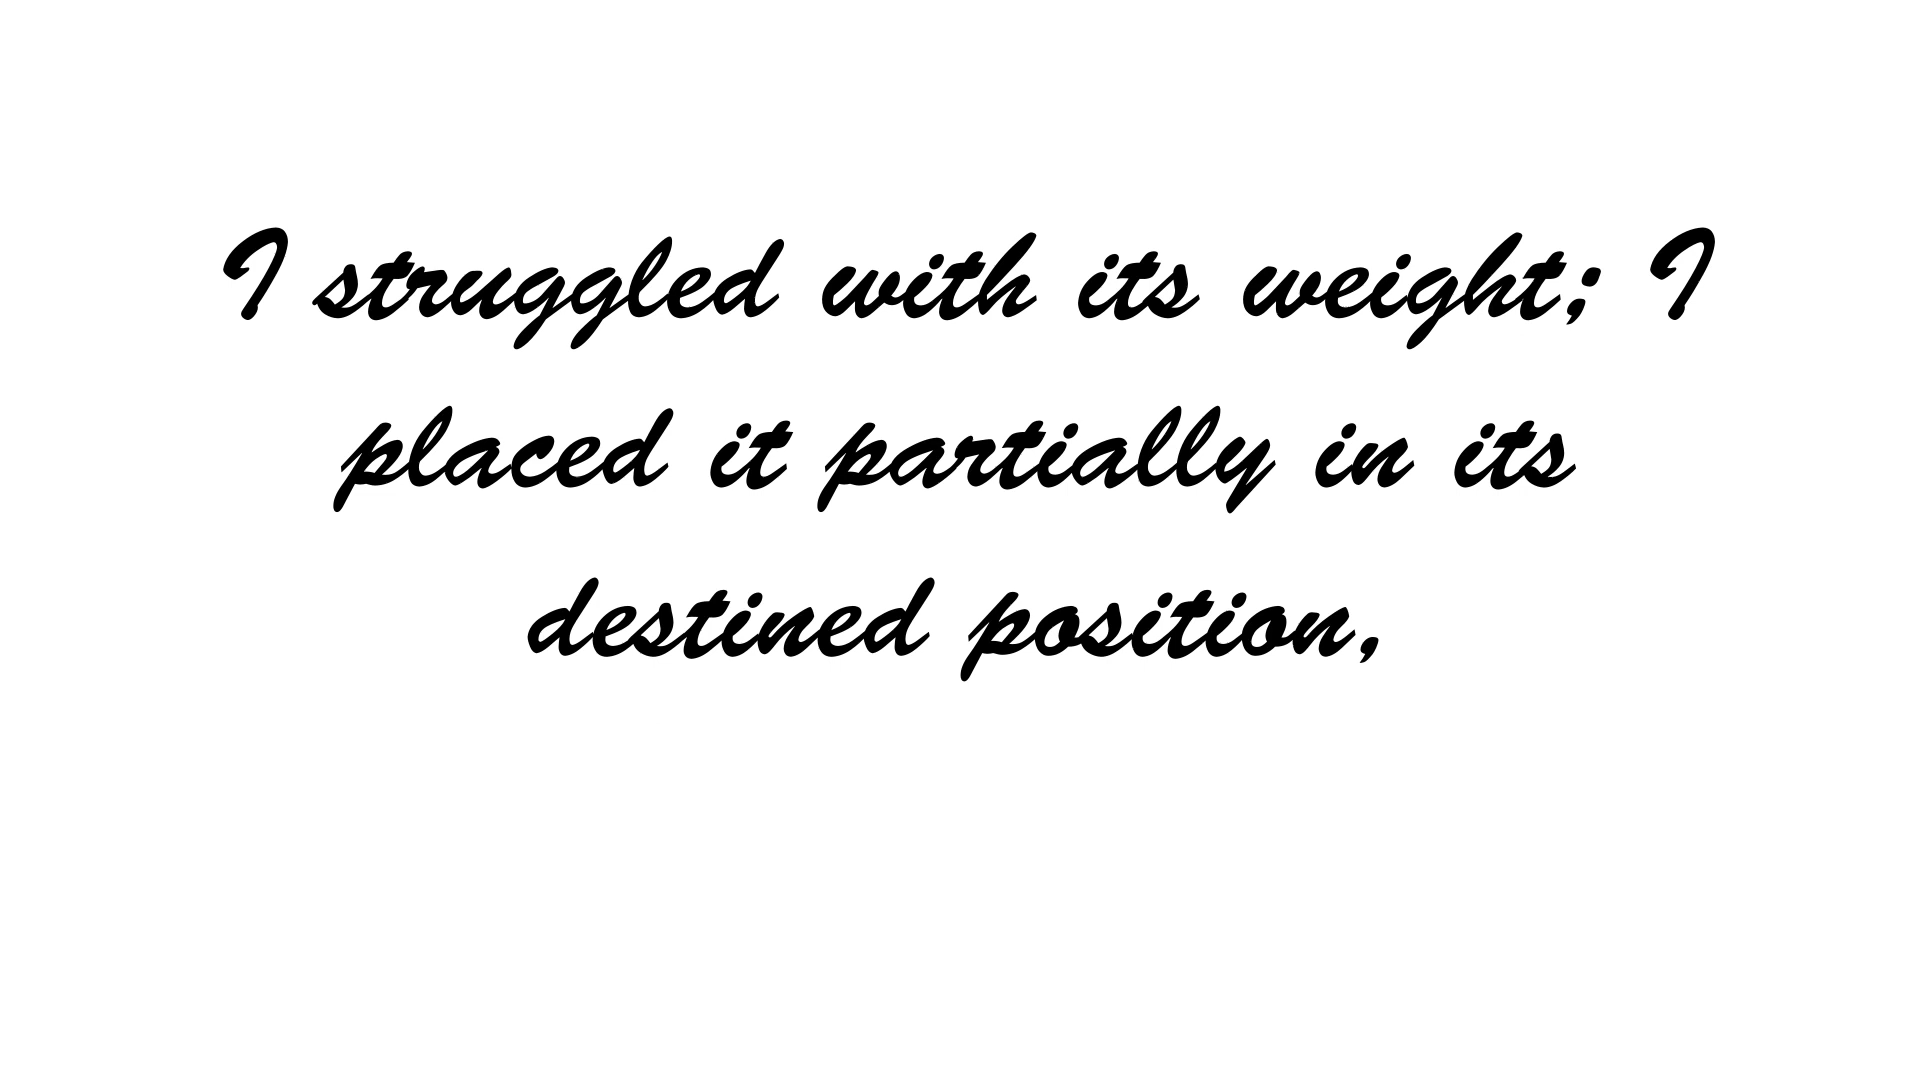 I struggled with its weight; I
placed it partially in its
destined position,